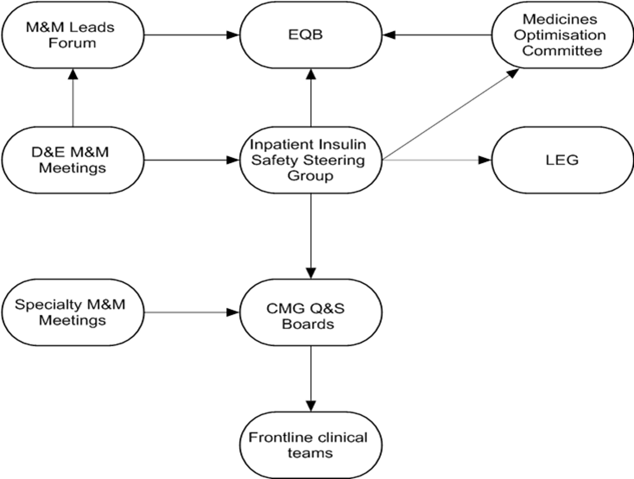 M&M Leads
Forum
EQB
Medicines
Optimisation
Committee
D&E M&M
Meetings
Inpatient Insulin
Safety Steering
Group
LEG
Specialty M&M
Meetings
CMG Q&S
Boards
Frontline clinical
teams